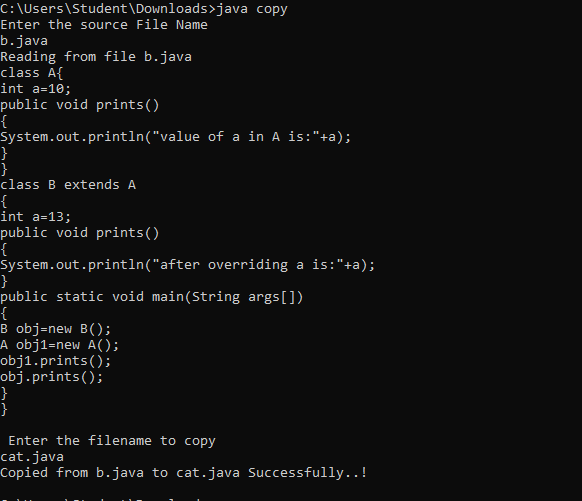 C:\Users\Student\Downloads>java copy
Enter the source File Name
b.java
Reading from file b.java
class A{
int a=10;
public void prints()
{
System.out.println("value of a in A is:"+a);
}
}
class B extends A
{
int a=13;
public void prints()
{
System.out.println("after overriding a is:"+a);
}
public static void main(String args[])
{
B obj=new B();
A obj1=new A();
obj1.prints();
obj.prints();
}
}
Enter the filename to copy
cat.java
Copied from b.java to cat.java Successfully..!